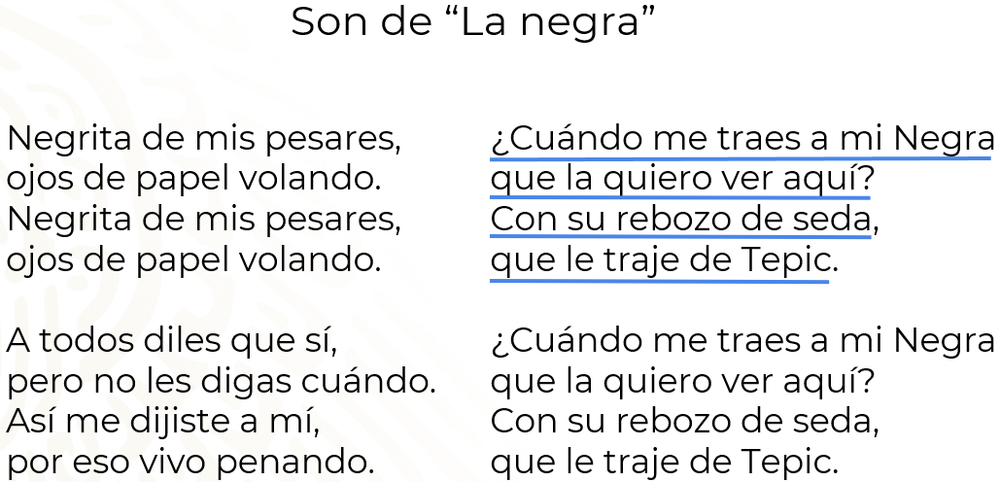 Son de “La negra”
Negrita de mis pesares,
ojos de papel volando.
Negrita de mis pesares,
ojos de papel volando.
A todos diles que sí,
pero no les digas cuándo.
Así me dijiste a mí,
por eso vivo penando.
¿Cuándo me traes a mi Negra
que la quiero ver aquí?
Con su rebozo de seda,
que le traje de Tepic.
¿Cuándo me traes a mi Negra
que la quiero ver aquí?
Con su rebozo de seda,
que le traje de Tepic.